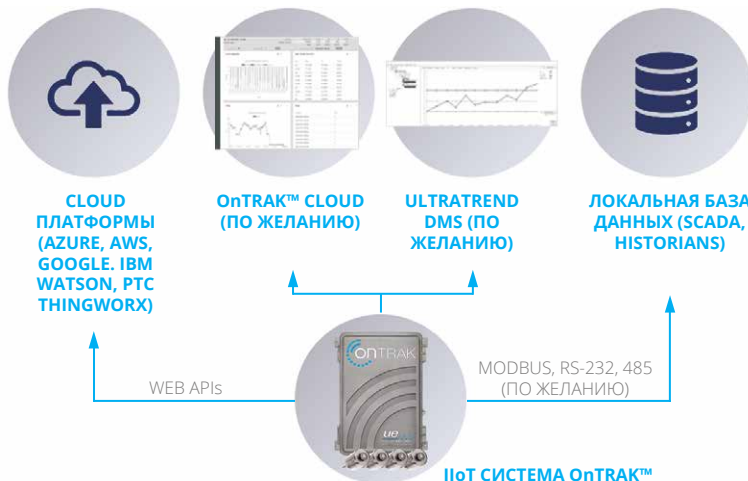 CLOUD
ПЛАТФОРМЫ
(AZURE, AWS,
GOOGLE. IBM
WATSON, PTC
THINGWORX)
OnTRAK™ CLOUD
(ПО ЖЕЛАНИЮ)
ULTRATREND
DMS (ПО
ЖЕЛАНИЮ)
ЛОКАЛЬНАЯ БАЗА
ДАННЫХ (SCADA,
HISTORIANS)
WEB APIs
MODBUS, RS-232, 485
(ПО ЖЕЛАНИЮ)
OnTRAK
ue
IIoT СИСТЕМА OnTRAK™